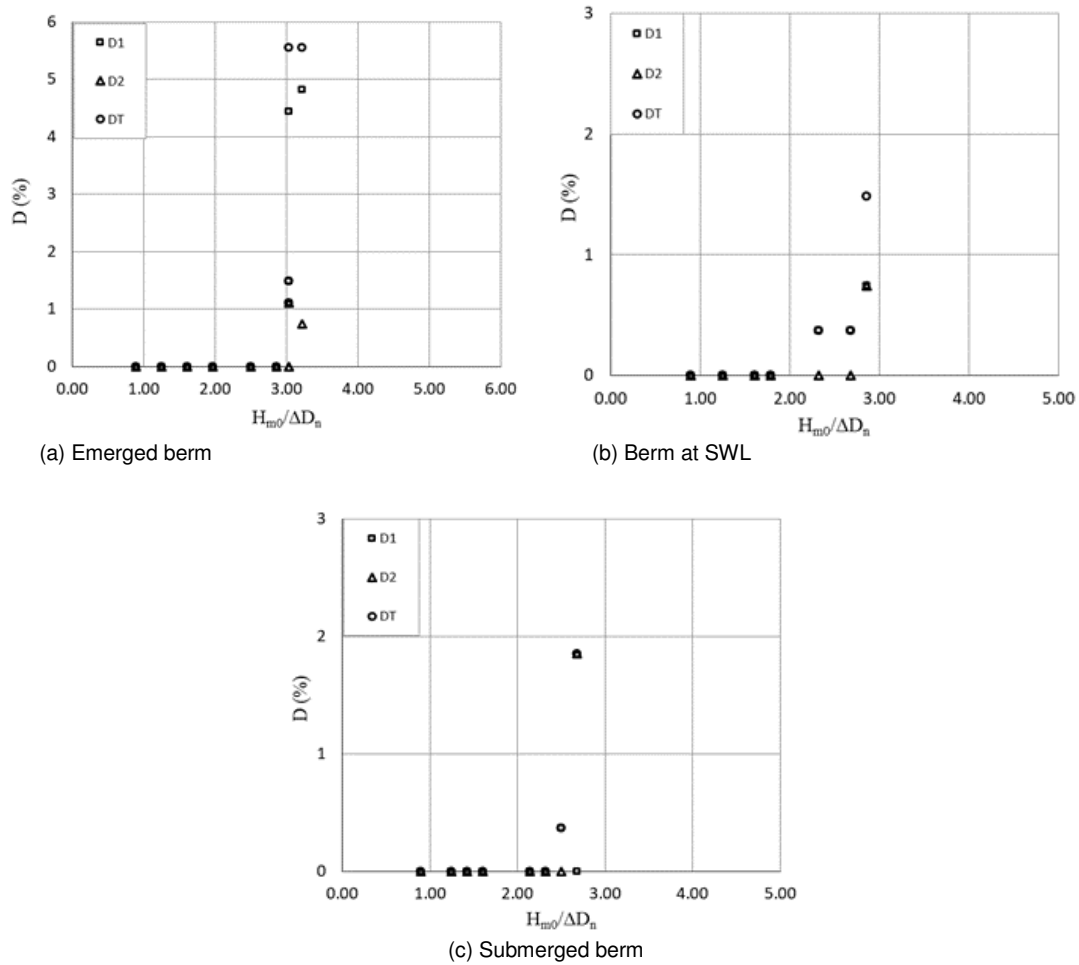 6
5
4
3
2
1
0
D (%)
D1
D2
DT
0.00 1.00 2.00 3.00 4.00 5.00 6.00
Hm0/ΔDn
(a) Emerged berm
3
2
1
0
D (%)
D1
D2
DT
0.00 1.00 2.00 3.00 4.00 5.00
Hm0/ΔDn
(b) Berm at SWL
3
2
1
0
D (%)
D1
D2
DT
0.00 1.00 2.00 3.00 4.00 5.00
Hm0/ΔDn
(c) Submerged berm